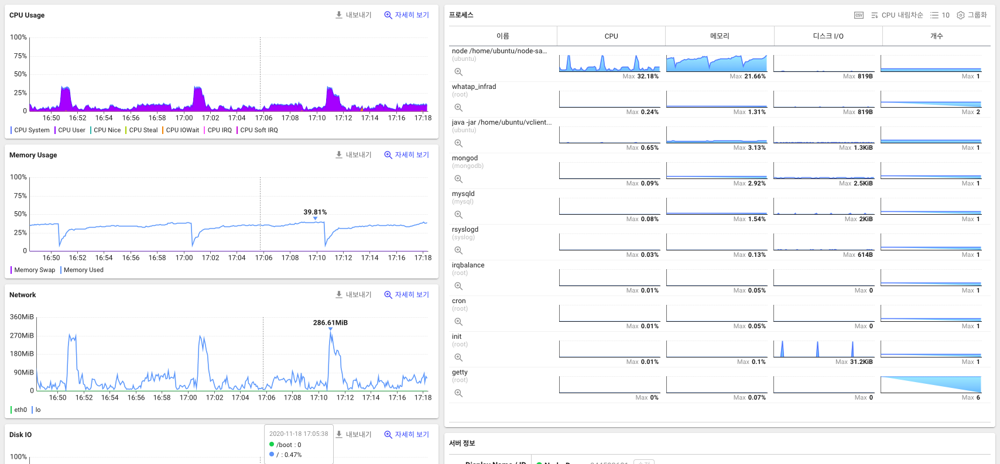 CPU Usage
내보내기 자세히 보기
100%
75%
50%
25%
0
16:50 16:52 16:54 16:56 16:58 17:00 17:02 17:04 17:06 17:08 17:10 17:12 17:14 17:16 17:18
CPU System CPU User CPU Nice CPU Steal CPU IOWait CPU IRQ CPU Soft IRQ
Memory Usage
내보내기 자세히 보기
100%
75%
50%
39.81%
25%
0
16:50 16:52 16:54 16:56 16:58 17:00 17:02 17:04 17:06 17:08 17:10 17:12 17:14 17:16 17:18
Memory Swap Memory Used
Network
내보내기 자세히 보기
360MiB
286.61MiB
270MiB
180MiB
90MiB
0
16:50 16:52 16:54 16:56 16:58 17:00 17:02 17:04 17:06 17:08 17:10 17:12 17:14 17:16 17:18
eth0 lo
Disk IO
내보내기 자세히 보기
2020-11-18 17:05:38
/boot : 0
/ : 0.47%
100%
프로세스
CSV CPU 내림차순 10 그룹화
이름 CPU 메모리 디스크 I/O 개수
node /home/ubuntu/node-sa...
(ubuntu)
Max 32.18% Max 21.66% Max 819B Max 1
whatap_infrad
(root)
Max 0.24% Max 1.31% Max 819B Max 2
java -jar /home/ubuntu/vclient...
(ubuntu)
Max 0.65% Max 3.13% Max 1.3KiB Max 1
mongod
(mongodb)
Max 0.09% Max 2.92% Max 2.5KiB Max 1
mysqld
(mysql)
Max 0.08% Max 1.54% Max 2KiB Max 1
rsyslogd
(syslog)
Max 0.03% Max 0.13% Max 614B Max 1
irqbalance
(root)
Max 0.01% Max 0.05% Max 0 Max 1
cron
(root)
Max 0.01% Max 0.05% Max 0 Max 1
init
(root)
Max 0.01% Max 0.1% Max 31.2KiB Max 1
getty
(root)
Max 0% Max 0.07% Max 0 Max 6
서버 정보
Display Name / ID